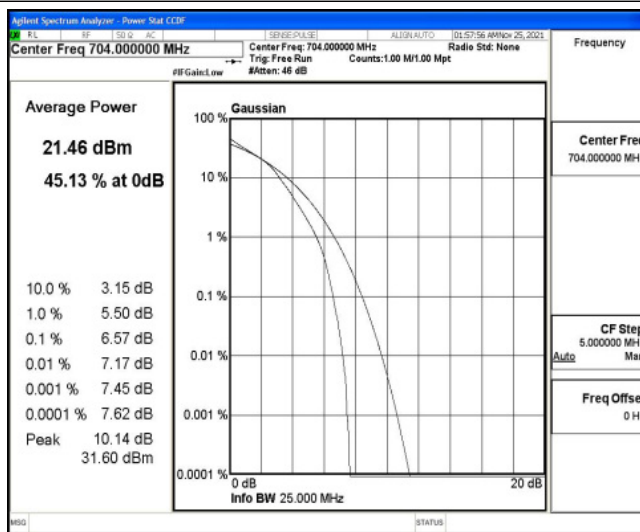 Agilent Spectrum Analyzer - Power Stat CCDF
RL RF 50 Ω AC SENSE:PULSE ALIGN AUTO 01:57:56 AM Nov 25, 2021
Center Freq 704.000000 MHz
Center Freq: 704.000000 MHz Radio Std: None
Trig: Free Run Counts:1.00 M/1.00 Mpt
#IFGain:Low #Atten: 46 dB
Frequency
Average Power
21.46 dBm
45.13 % at 0dB
10.0 % 3.15 dB
1.0 % 5.50 dB
0.1 % 6.57 dB
0.01 % 7.17 dB
0.001 % 7.45 dB
0.0001 % 7.62 dB
Peak 10.14 dB
31.60 dBm
Gaussian
100 %
10 %
1 %
0.1 %
0.01 %
0.001 %
0.0001 %
0 dB 20 dB
Info BW 25.000 MHz
Center Fre
704.000000 MH
CF Step
5.000000 MH
Auto Ma
Freq Offse
0 H
MSG STATUS